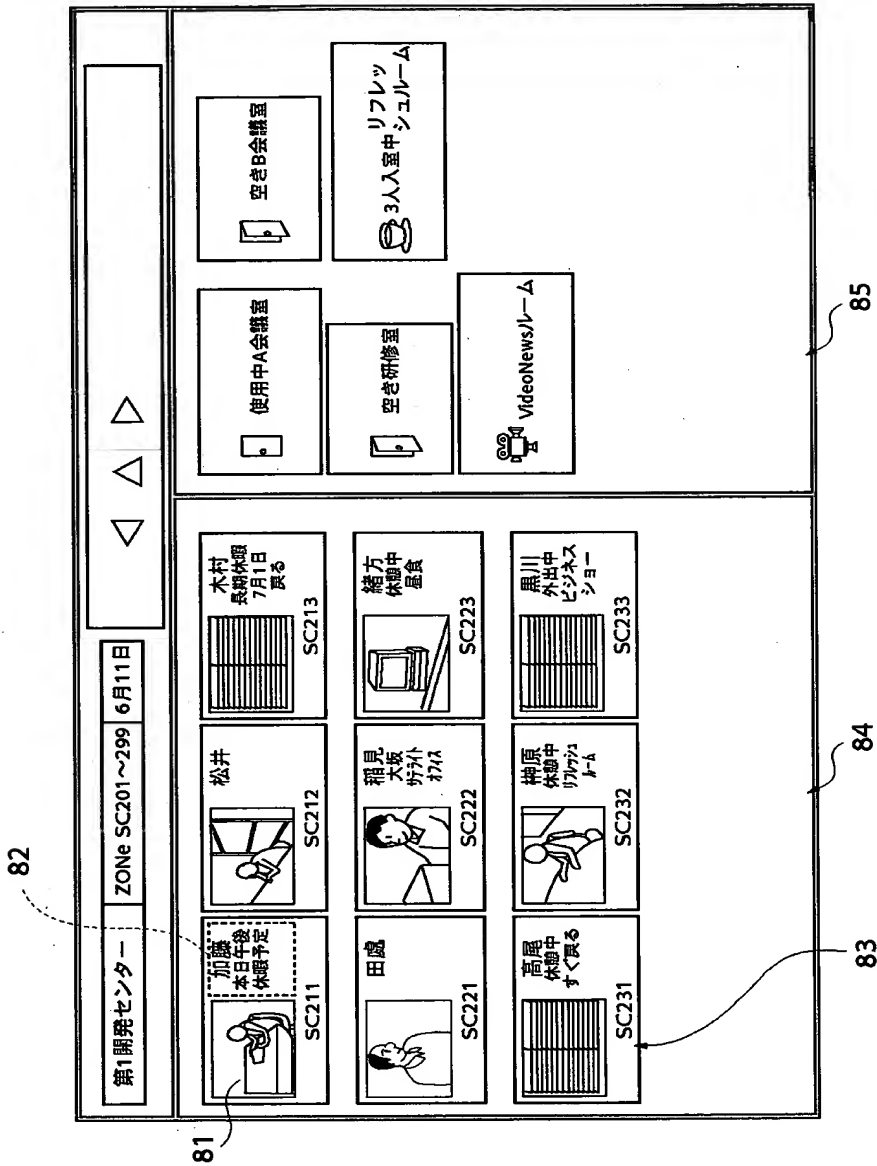 82
第1開発センター ZONe SC201～299 6月11日
◁ △ ▷
加藤
本日午後
休暇予定
SC211
81
松井
SC212
木村
長期休暇
7月1日
戻る
SC213
田處
SC221
稲見
大坂
サテライト
オフィス
SC222
緒方
休憩中
昼食
SC223
高尾
休憩中
すぐ戻る
SC231
83
榊原
休憩中
リフレッシュ
ルーム
SC232
黒川
外出中
ビジネス
ショー
SC233
84
使用中A会議室
空きB会議室
空き研修室
3人入室中
リフレッ
シュルーム
VideoNewsルーム
85